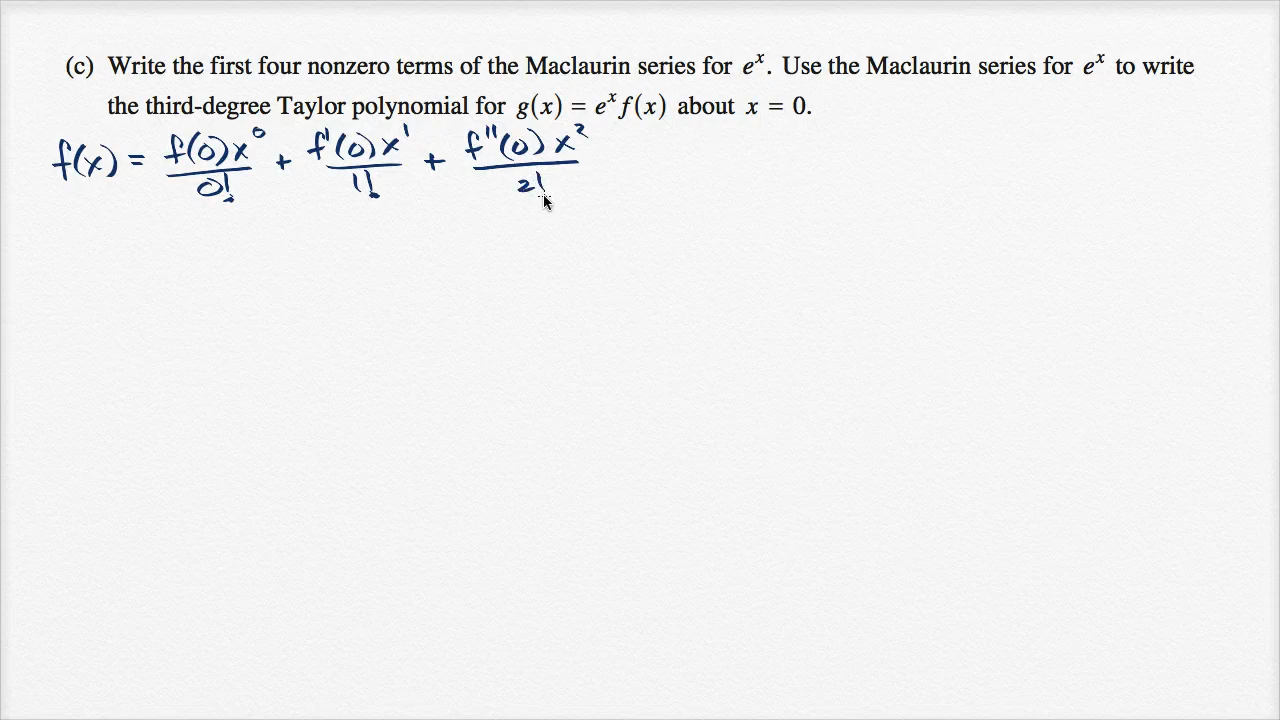 (c) Write the first four nonzero terms of the Maclaurin series for eˣ. Use the Maclaurin series for eˣ to write
the third-degree Taylor polynomial for g(x) = eˣf(x) about x = 0.
f(x) = f(0)x⁰/0! + f'(0)x¹/1! + f''(0)x²/2!